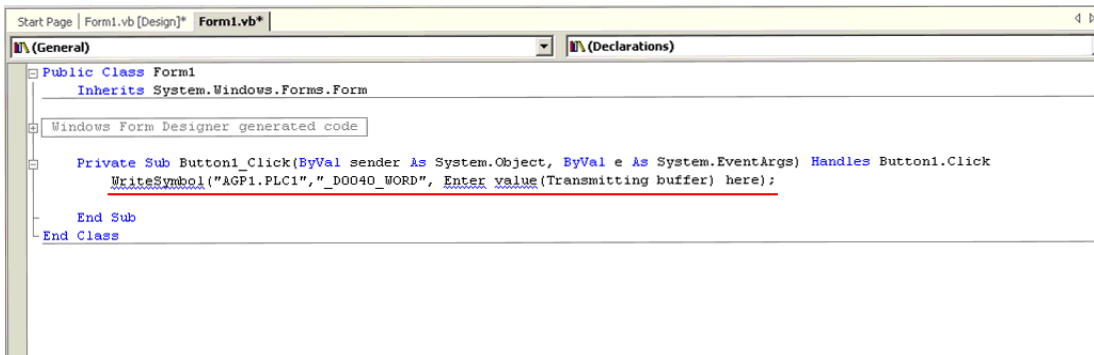 Start Page Form1.vb [Design]* Form1.vb*
(General) (Declarations)
Public Class Form1
Inherits System.Windows.Forms.Form
Windows Form Designer generated code
Private Sub Button1_Click(ByVal sender As System.Object, ByVal e As System.EventArgs) Handles Button1.Click
WriteSymbol("AGP1.PLC1","_D0040_WORD", Enter value(Transmitting buffer) here);
End Sub
End Class